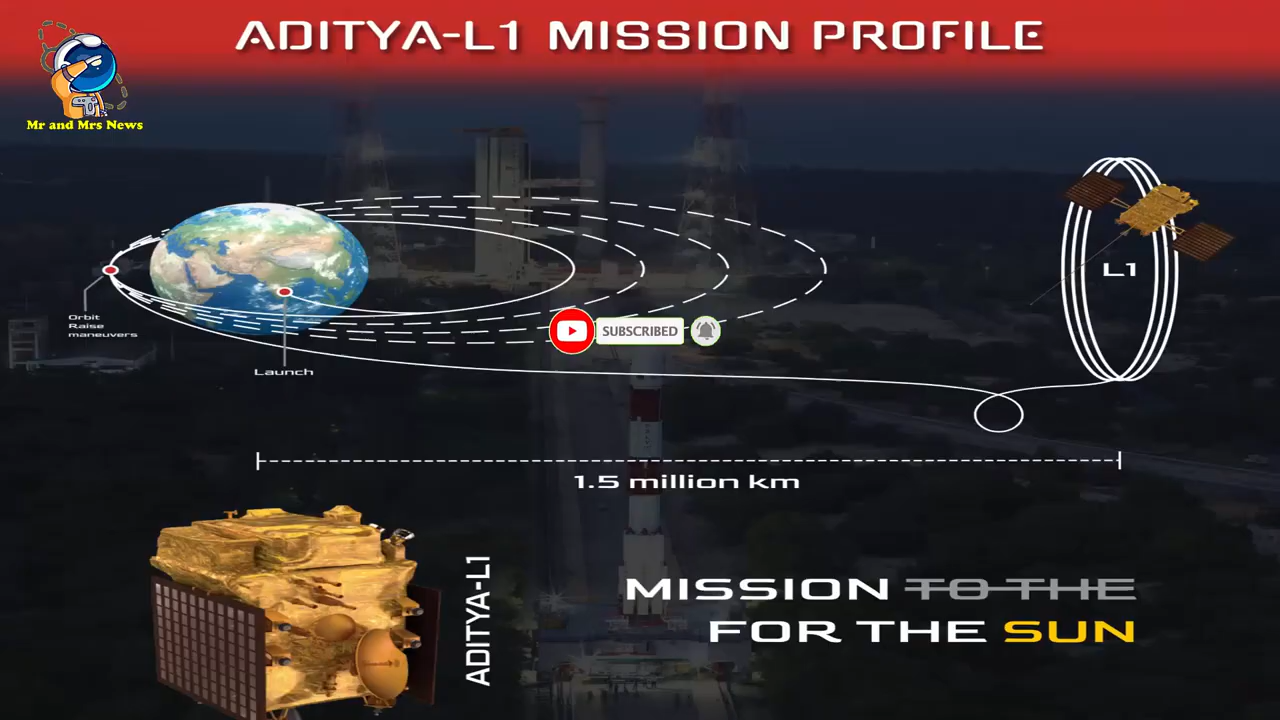 ADITYA-L1 MISSION PROFILE
Mr and Mrs News
L1
Orbit
Raise
maneuvers
SUBSCRIBED
Launch
1.5 million km
ADITYA-L1
MISSION TO THE
FOR THE SUN